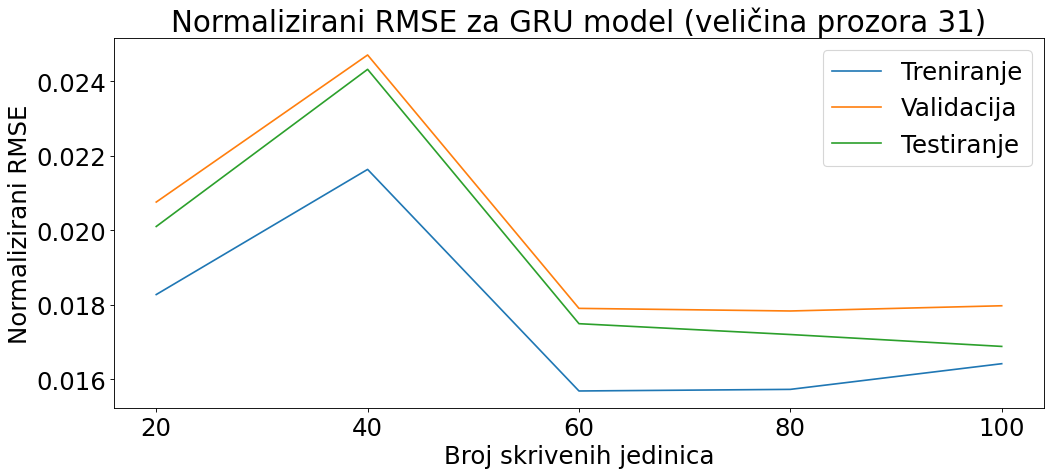 Normalizirani RMSE za GRU model (veličina prozora 31)
Normalizirani RMSE
0.024
0.022
0.020
0.018
0.016
Treniranje
Validacija
Testiranje
20 40 60 80 100
Broj skrivenih jedinica